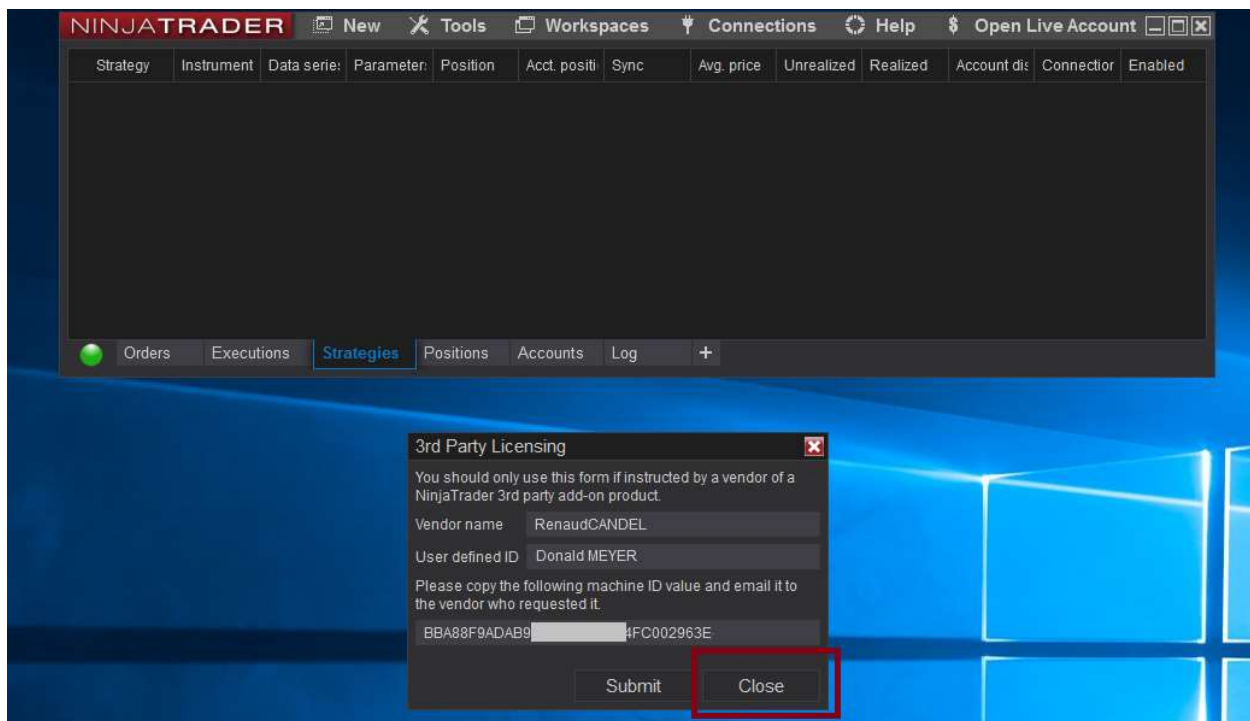 NINJATRADER New Tools Workspaces Connections Help $ Open Live Account
Strategy Instrument Data series Parameter Position Acct. positi Sync Avg. price Unrealized Realized Account dis Connection Enabled
Orders Executions Strategies Positions Accounts Log +
3rd Party Licensing
You should only use this form if instructed by a vendor of a
NinjaTrader 3rd party add-on product.
Vendor name RenaudCANDEL
User defined ID Donald MEYER
Please copy the following machine ID value and email it to
the vendor who requested it.
BBA88F9ADAB9 4FC002963E
Submit Close